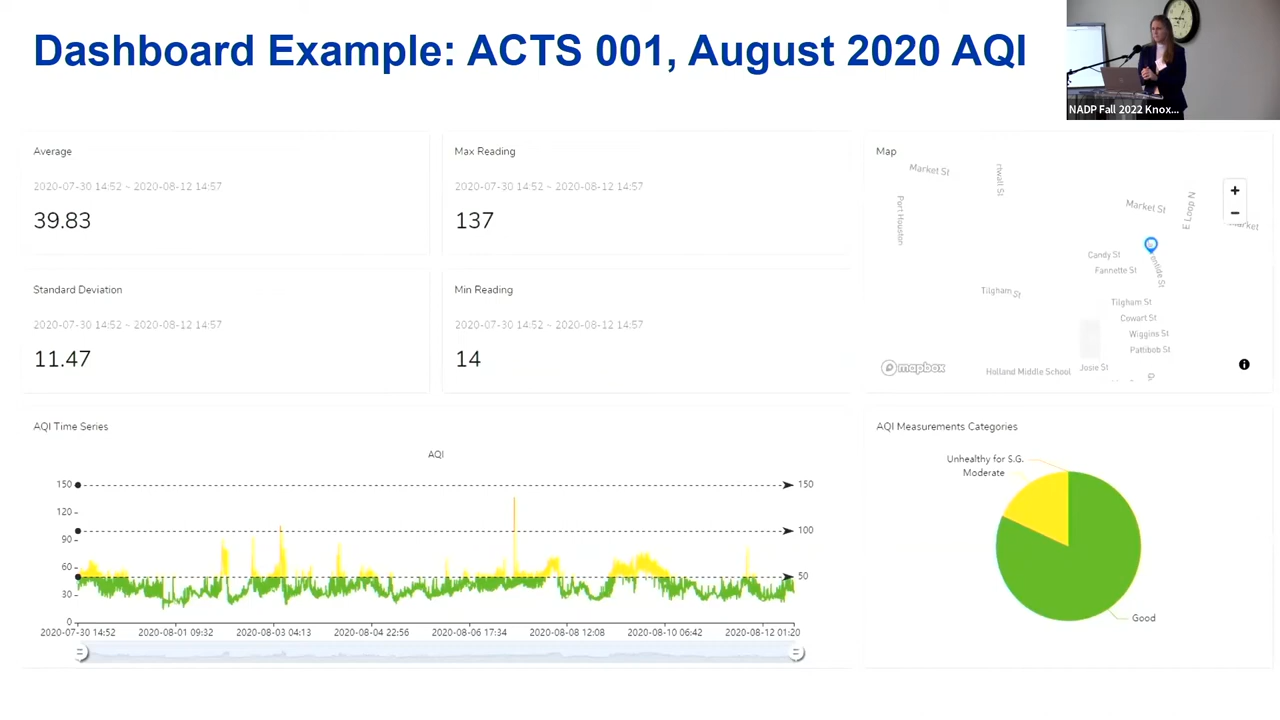 Dashboard Example: ACTS 001, August 2020 AQI
NADP Fall 2022 Knox...
Average
2020-07-30 14:52 ~ 2020-08-12 14:57
39.83
Max Reading
2020-07-30 14:52 ~ 2020-08-12 14:57
137
Standard Deviation
2020-07-30 14:52 ~ 2020-08-12 14:57
11.47
Min Reading
2020-07-30 14:52 ~ 2020-08-12 14:57
14
Map
Market St
rtwall St
Port Houston
Market St
E Loop N
Market
+
−
Candy St
Fannette St
Tilgham St
Tilgham St
Cowart St
Wiggins St
Pattibob St
Josie St
Holland Middle School
mapbox
AQI Time Series
AQI
150
120
90
60
30
0
150
100
50
2020-07-30 14:52 2020-08-01 09:32 2020-08-03 04:13 2020-08-04 22:56 2020-08-06 17:34 2020-08-08 12:08 2020-08-10 06:42 2020-08-12 01:20
AQI Measurements Categories
Unhealthy for S.G.
Moderate
Good